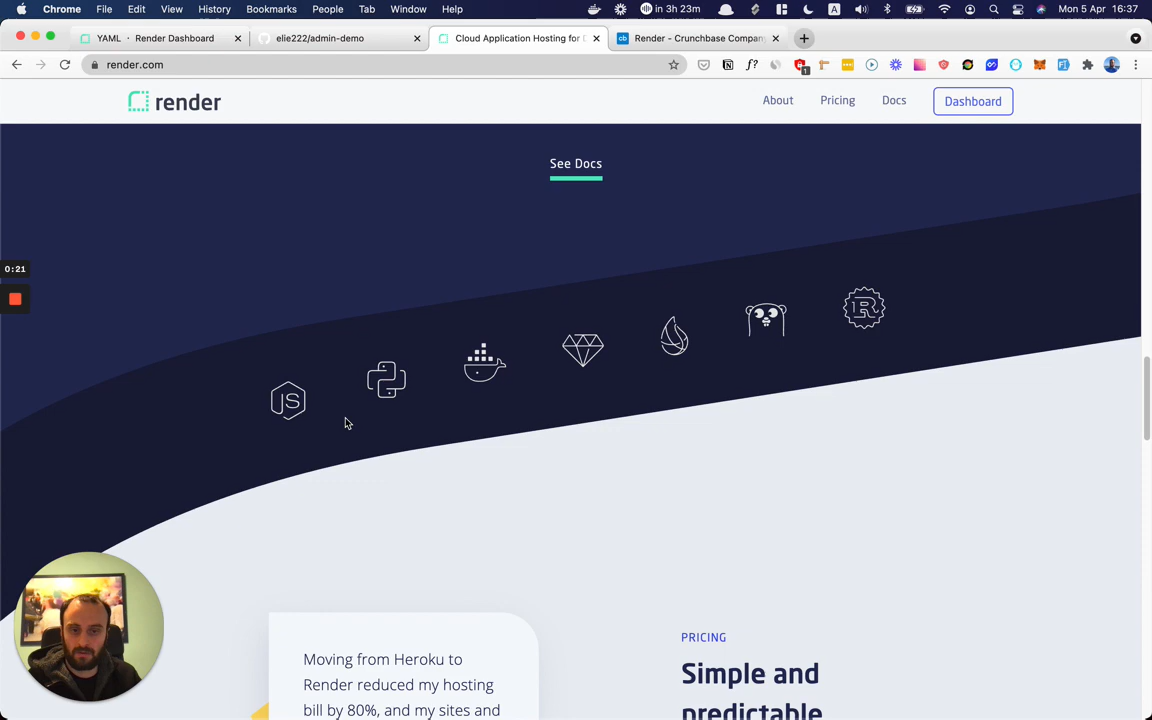 Chrome File Edit View History Bookmarks People Tab Window Help in 3h 23m A Mon 5 Apr 16:37
YAML · Render Dashboard
elie222/admin-demo
Cloud Application Hosting for D
Render - Crunchbase Company
render.com
f?
1
render
About
Pricing
Docs
Dashboard
See Docs
0:21
JS
R
Moving from Heroku to
Render reduced my hosting
bill by 80%, and my sites and
PRICING
Simple and
predictable